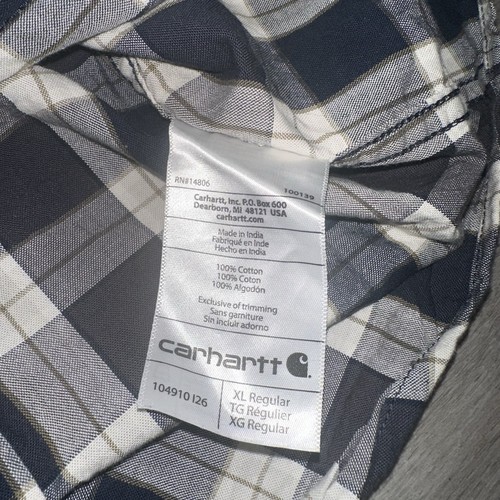 RN#14806 100139
Carhartt, Inc. P.O. Box 600
Dearborn, MI 48121 USA
carhartt.com
Made in India
Fabriqué en Inde
Hecho en India
100% Cotton
100% Coton
100% Algodón
Exclusive of trimming
Sans garniture
Sin incluir adorno
carhartt
104910 I26
XL Regular
TG Régulier
XG Regular